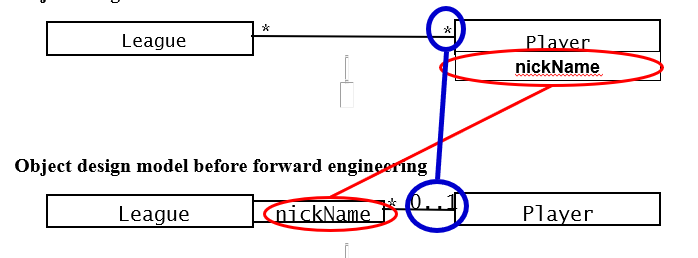 League * * Player
nickName
Object design model before forward engineering
League nickName * 0..1 Player